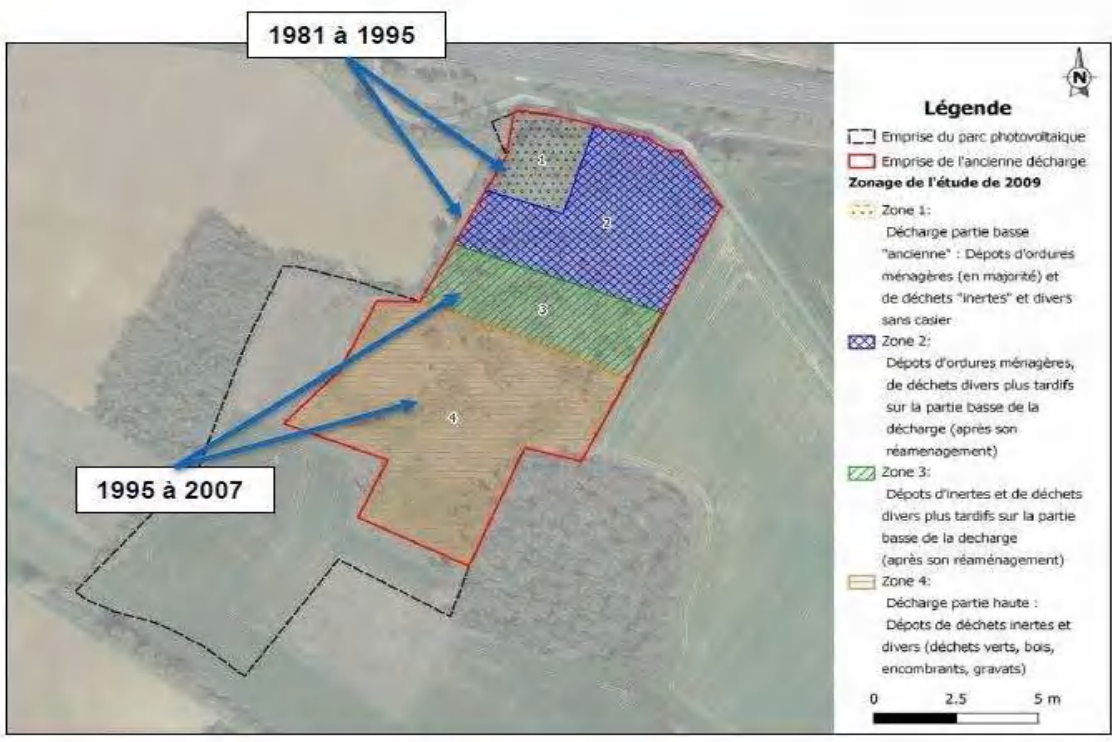 1981 à 1995
N
1
2
3
4
1995 à 2007
Légende
Emprise du parc photovoltaique
Emprise de l'ancienne décharge
Zonage de l'étude de 2009
Zone 1:
Décharge partie basse
"ancienne" : Dépots d'ordures
ménagères (en majorité) et
de déchets "inertes" et divers
sans casier
Zone 2:
Dépots d'ordures ménagères,
de déchets divers plus tardifs
sur la partie basse de la
décharge (après son
réamenagement)
Zone 3:
Dépots d'inertes et de déchets
divers plus tardifs sur la partie
basse de la decharge
(après son réaménagement)
Zone 4:
Décharge partie haute :
Dépots de déchets inertes et
divers (déchets verts, bois,
encombrants, gravats)
0 2.5 5 m